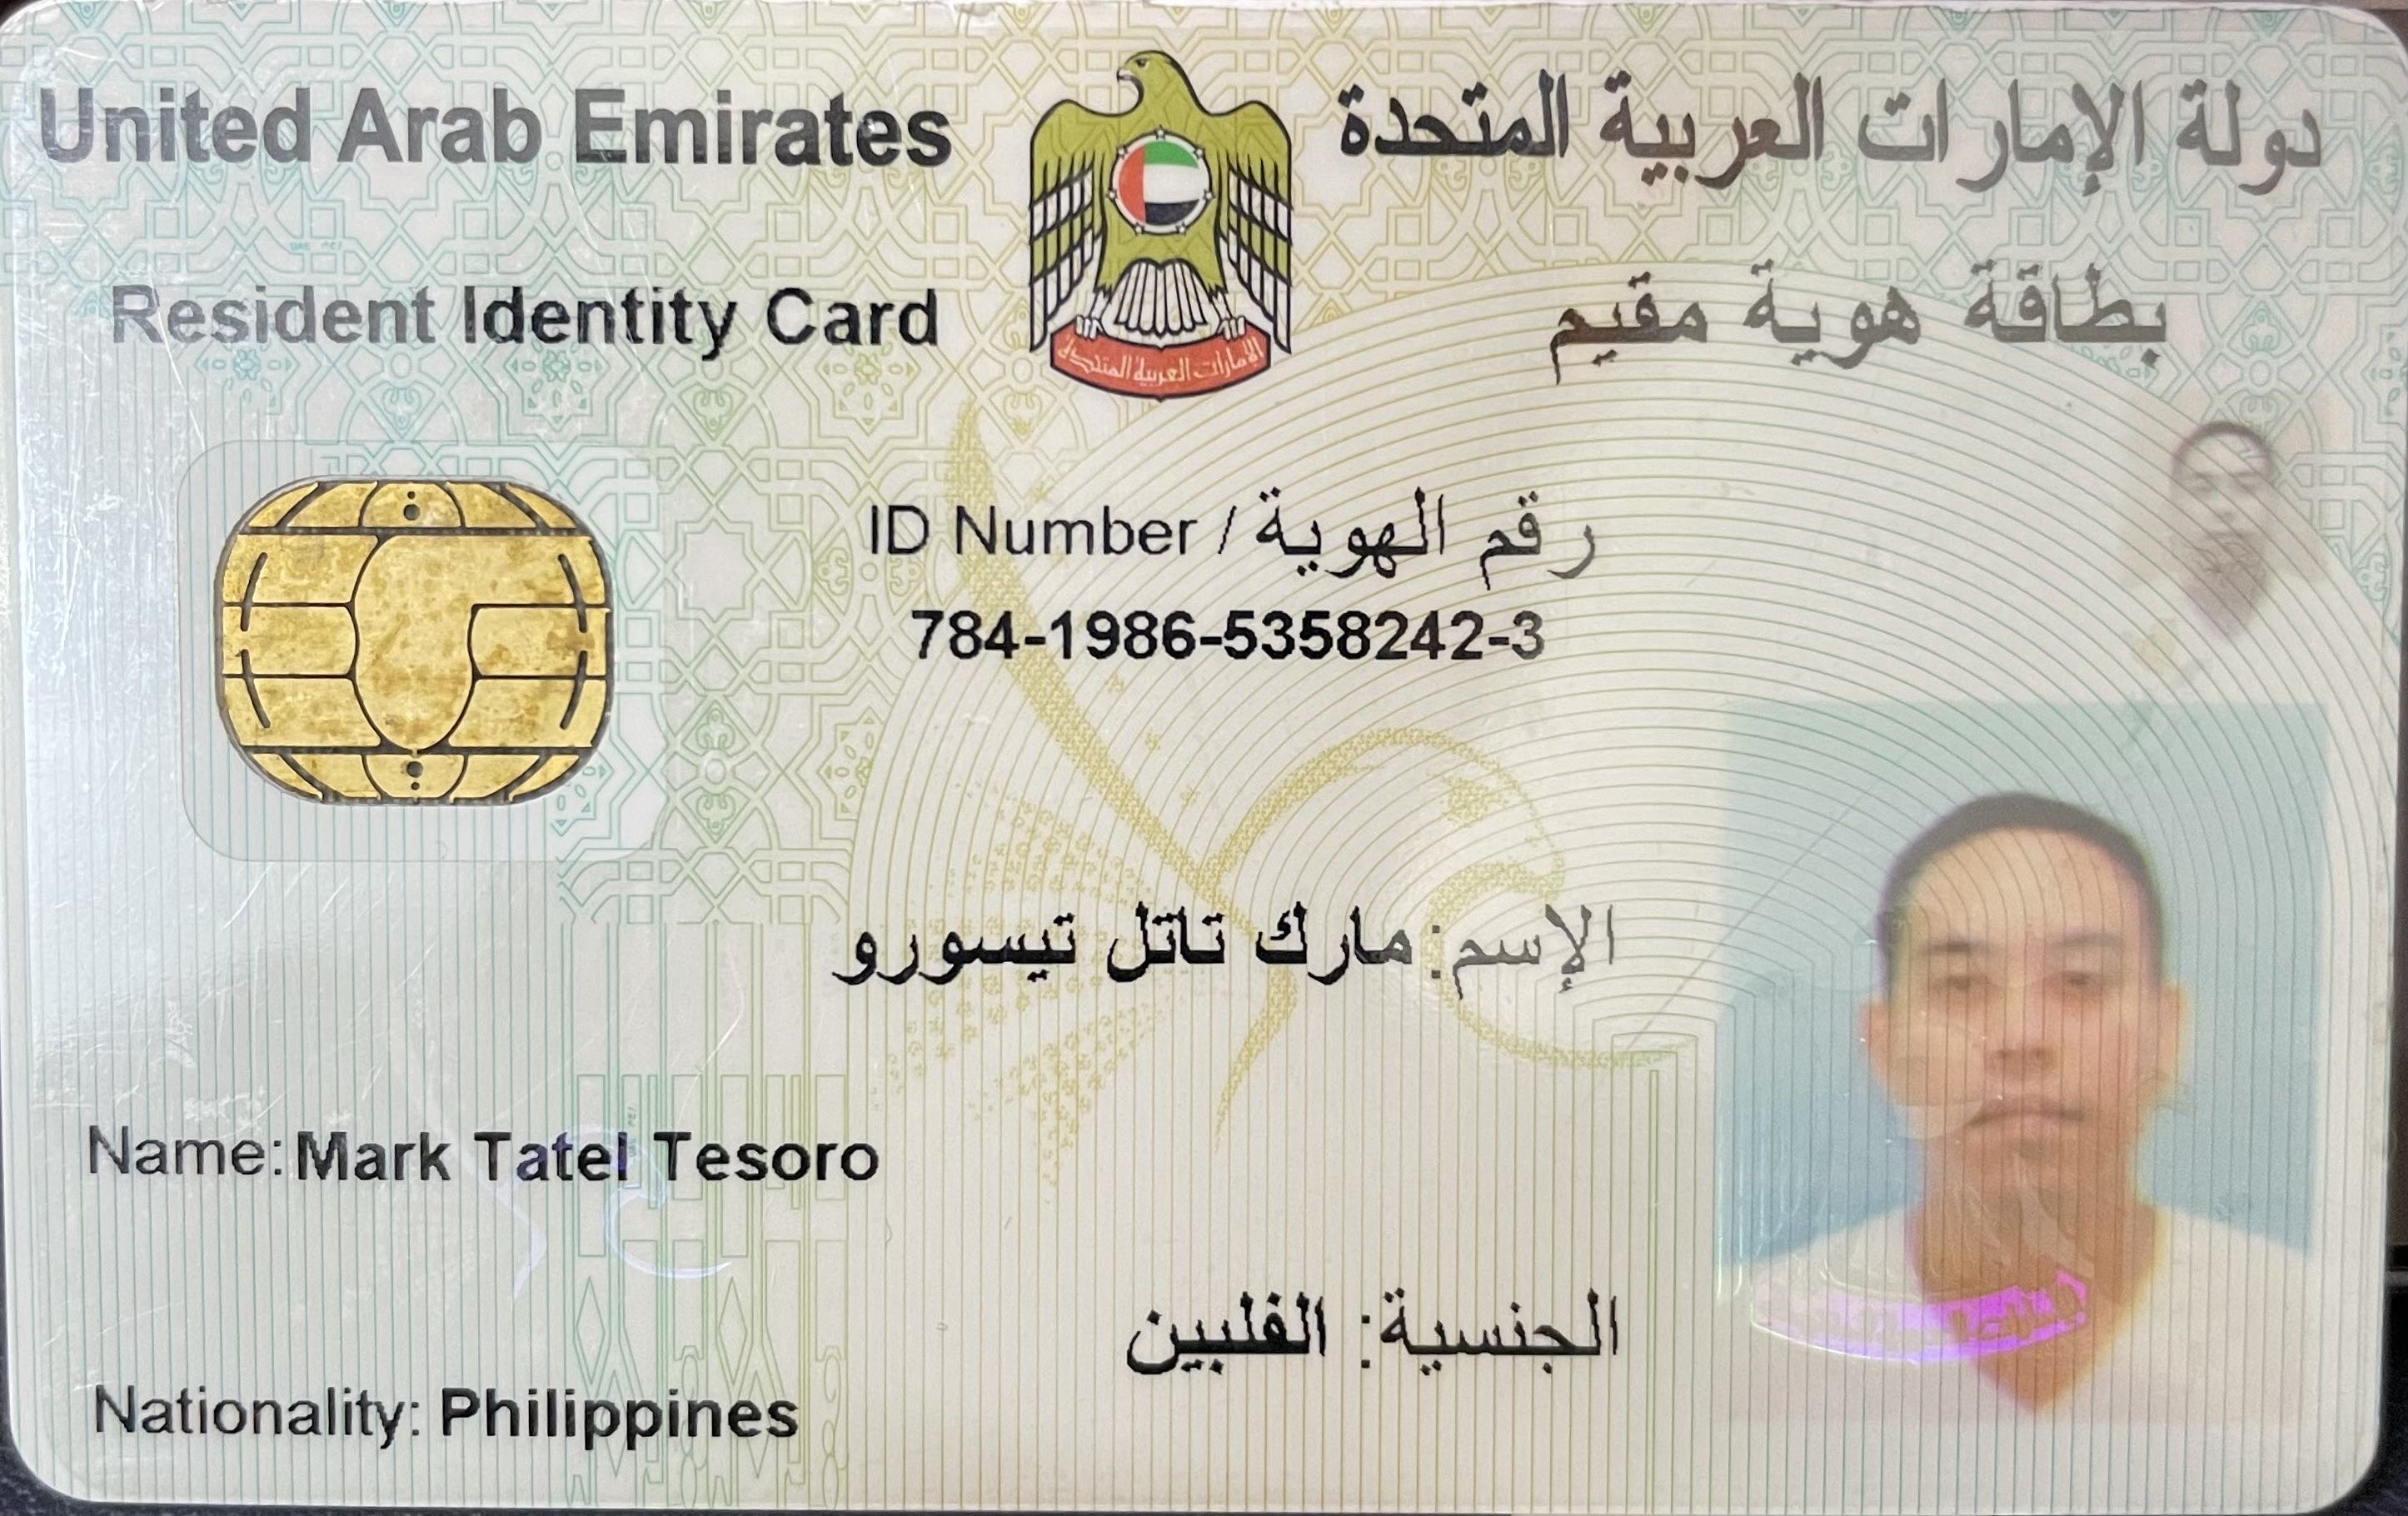 United Arab Emirates
دولة الإمارات العربية المتحدة
Resident Identity Card
بطاقة هوية مقيم
الإمارات العربية المتحدة
ID Number / رقم الهوية
784-1986-5358242-3
الإسم: مارك تاتل تيسورو
Name: Mark Tatel Tesoro
الجنسية: الفلبين
Nationality: Philippines